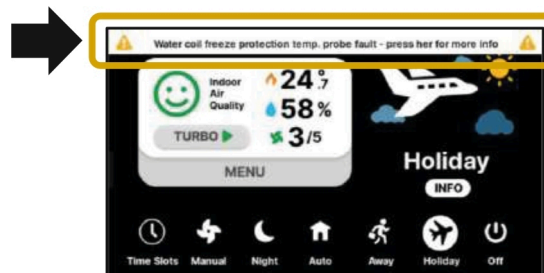 Water coil freeze protection temp. probe fault - press her for more info
Indoor
Air
Quality
24°.7
58%
TURBO
3/5
MENU
Holiday
INFO
Time Slots Manual Night Auto Away Holiday Off